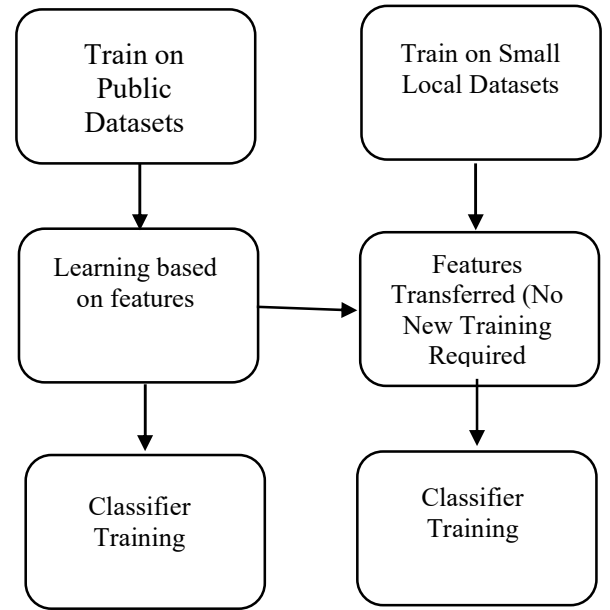 Train on
Public
Datasets
Train on Small
Local Datasets
Learning based
on features
Features
Transferred (No
New Training
Required
Classifier
Training
Classifier
Training